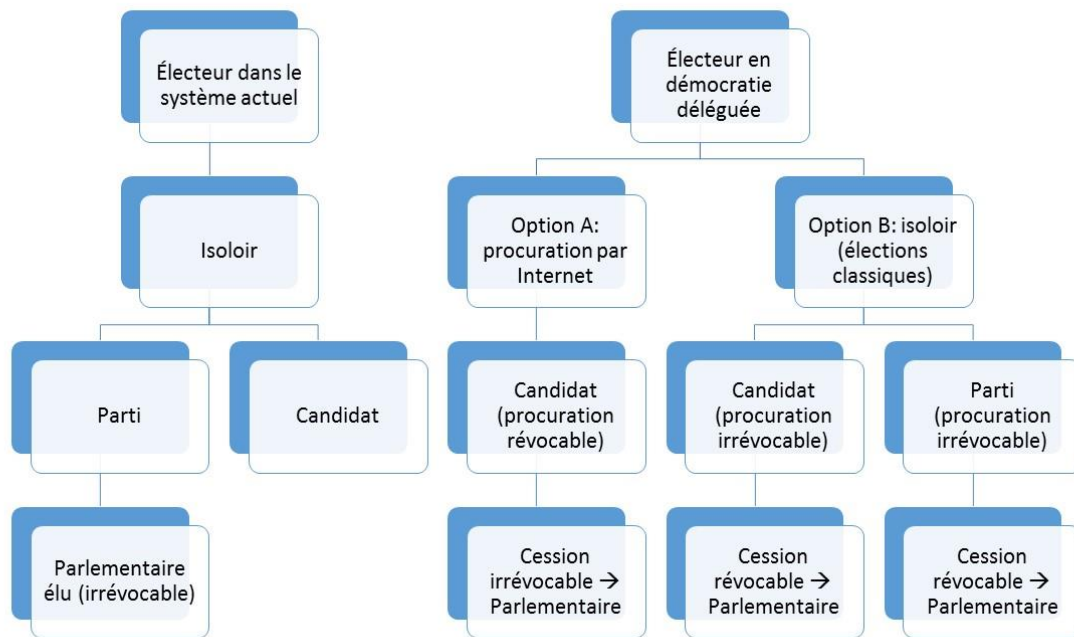 Électeur dans le
système actuel
Isoloir
Parti
Candidat
Parlementaire
élu (irrévocable)
Électeur en
démocratie
déléguée
Option A:
procuration par
Internet
Option B: isoloir
(élections
classiques)
Candidat
(procuration
révocable)
Candidat
(procuration
irrévocable)
Parti
(procuration
irrévocable)
Cession
irrévocable → 
Parlementaire
Cession
révocable → 
Parlementaire
Cession
révocable → 
Parlementaire